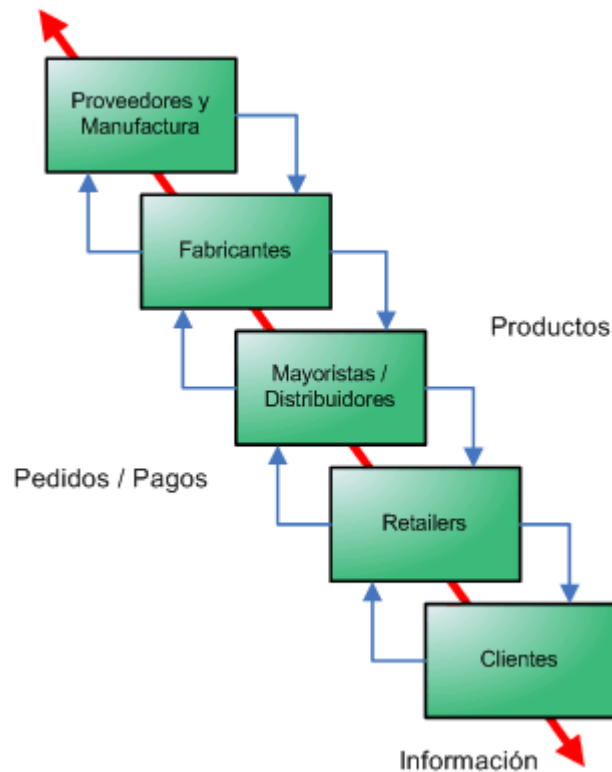 Proveedores y
Manufactura
Fabricantes
Productos
Mayoristas /
Distribuidores
Pedidos / Pagos
Retailers
Clientes
Información